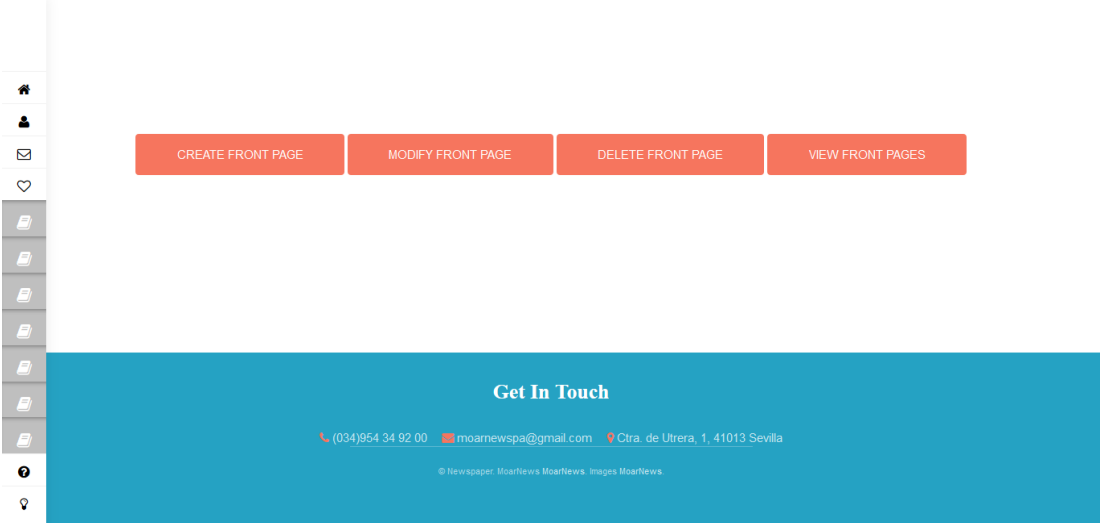 CREATE FRONT PAGE MODIFY FRONT PAGE DELETE FRONT PAGE VIEW FRONT PAGES
Get In Touch
(034)954 34 92 00 moarnewspa@gmail.com Ctra. de Utrera, 1, 41013 Sevilla
© Newspaper. MoarNews MoarNews. Images MoarNews.